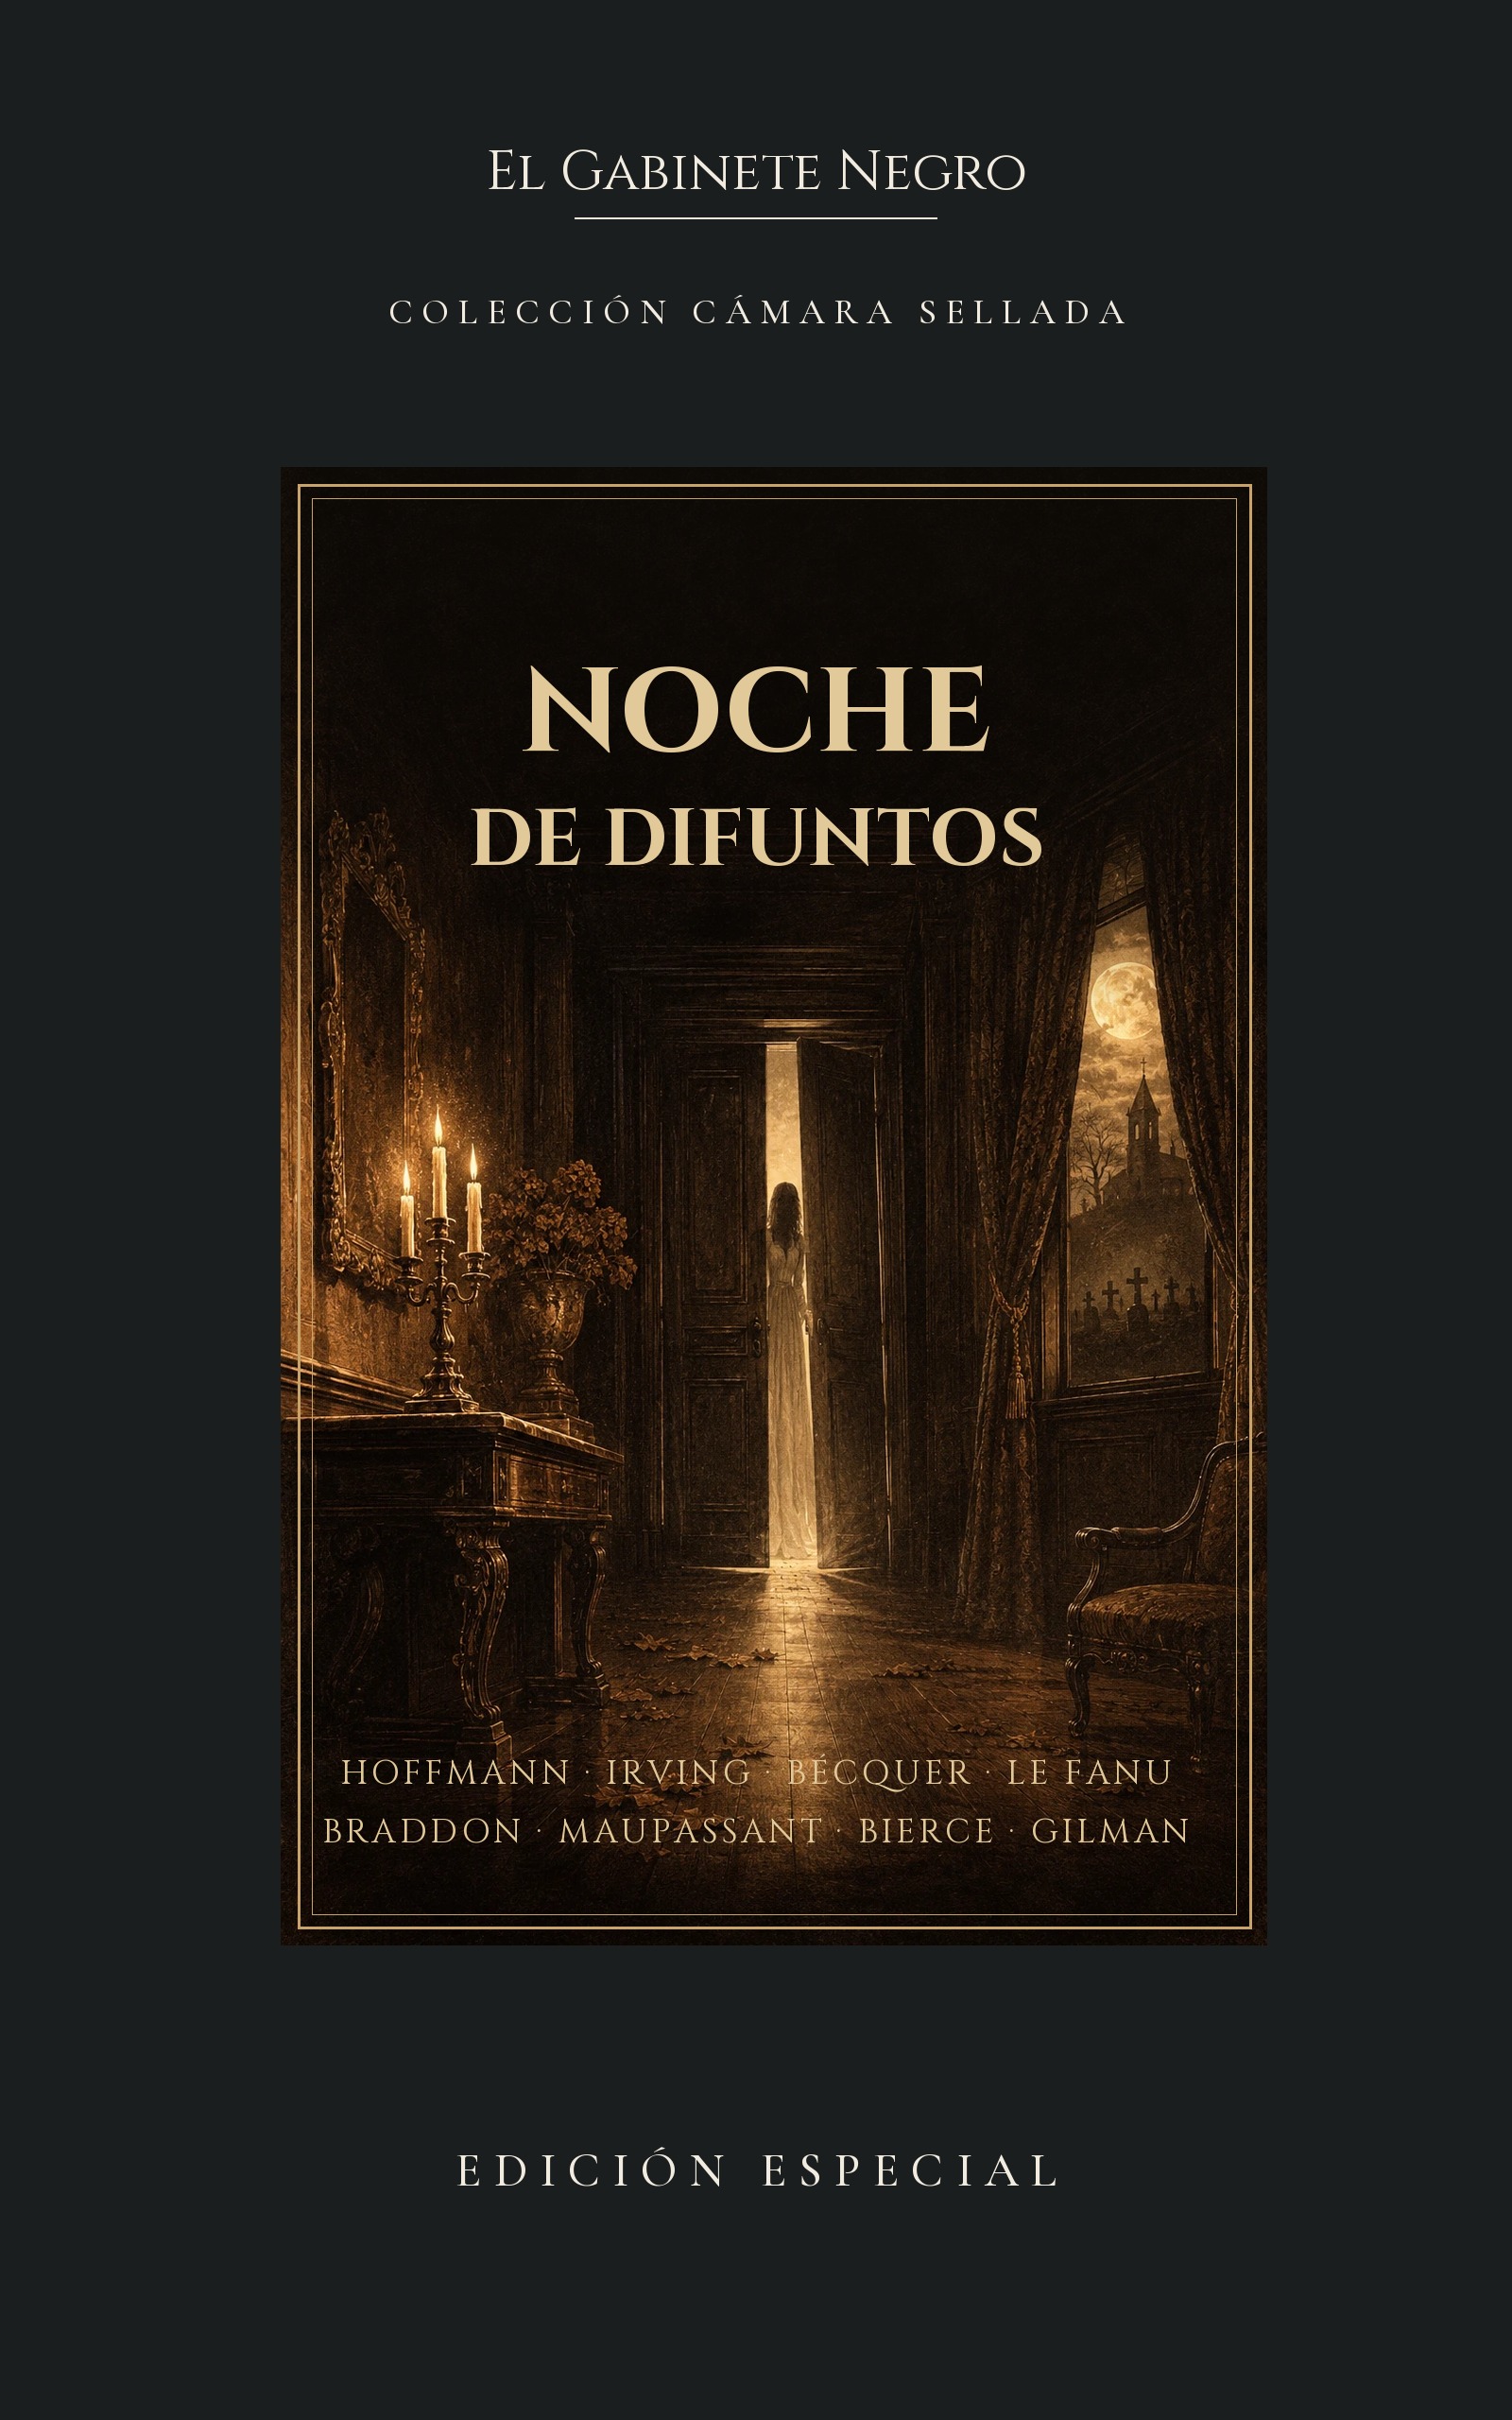 El Gabinete Negro
COLECCIÓN CÁMARA SELLADA
NOCHE
DE DIFUNTOS
HOFFMANN · IRVING · BÉCQUER · LE FANU
BRADDON · MAUPASSANT · BIERCE · GILMAN
EDICIÓN ESPECIAL